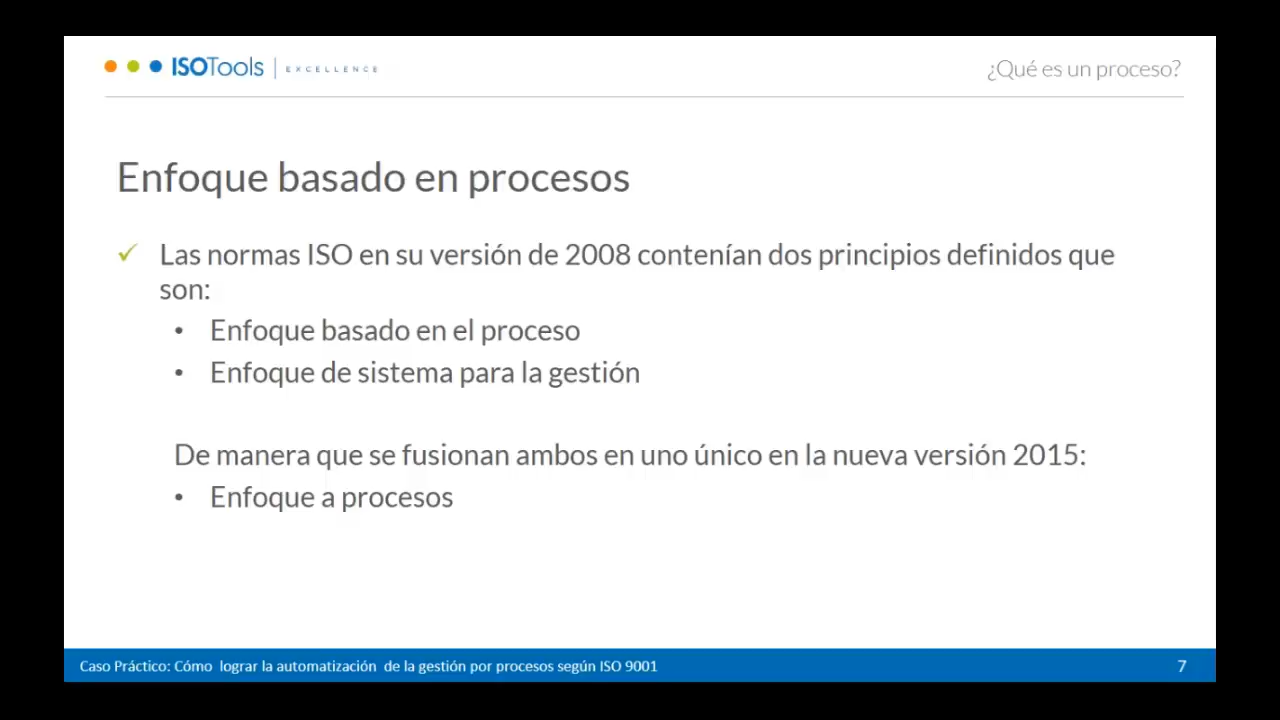 ISOTools | EXCELLENCE
¿Qué es un proceso?
Enfoque basado en procesos
✓ Las normas ISO en su versión de 2008 contenían dos principios definidos que
son:
• Enfoque basado en el proceso
• Enfoque de sistema para la gestión
De manera que se fusionan ambos en uno único en la nueva versión 2015:
• Enfoque a procesos
Caso Práctico: Cómo lograr la automatización de la gestión por procesos según ISO 9001
7